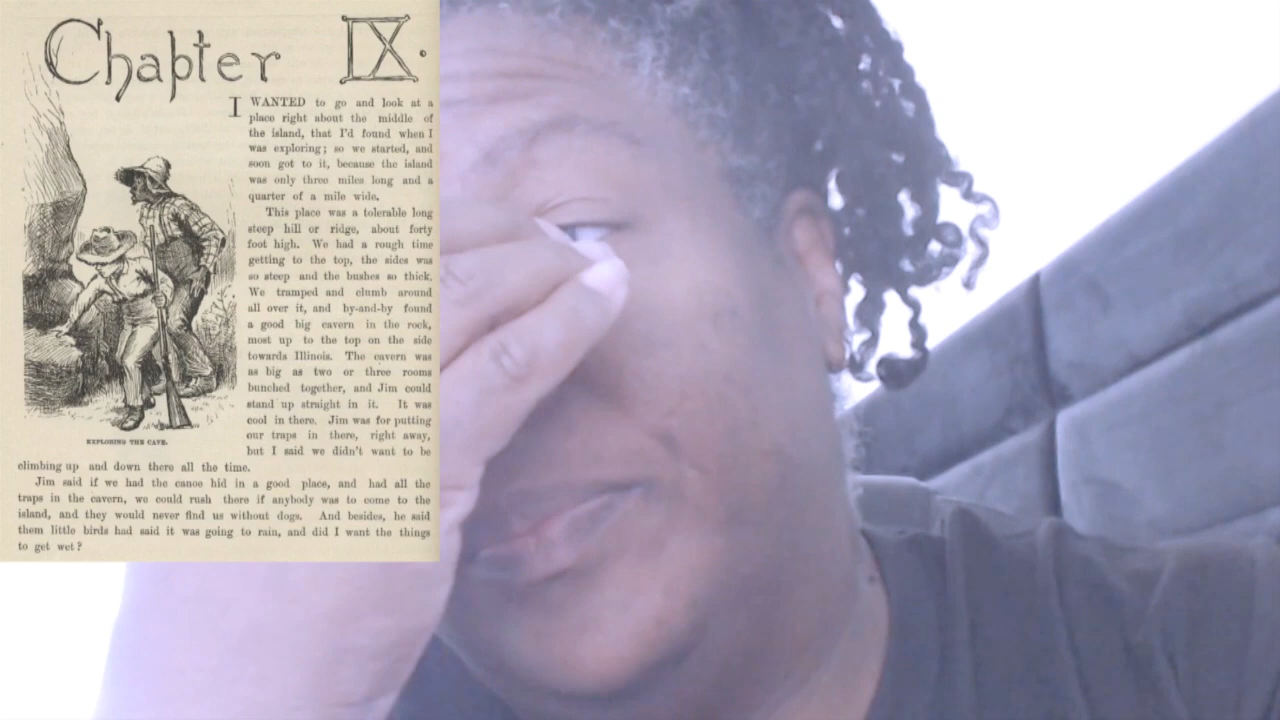 Chapter IX.
I WANTED to go and look at a
place right about the middle of
the island, that I'd found when I
was exploring; so we started, and
soon got to it, because the island
was only three miles long and a
quarter of a mile wide.
This place was a tolerable long
steep hill or ridge, about forty
foot high. We had a rough time
getting to the top, the sides was
so steep and the bushes so thick.
We tramped and clumb around
all over it, and by-and-by found
a good big cavern in the rock,
most up to the top on the side
towards Illinois. The cavern was
as big as two or three rooms
bunched together, and Jim could
stand up straight in it. It was
cool in there. Jim was for putting
our traps in there, right away,
but I said we didn't want to be
EXPLORING THE CAVE.
climbing up and down there all the time.
Jim said if we had the canoe hid in a good place, and had all the
traps in the cavern, we could rush there if anybody was to come to the
island, and they would never find us without dogs. And besides, he said
them little birds had said it was going to rain, and did I want the things
to get wet?